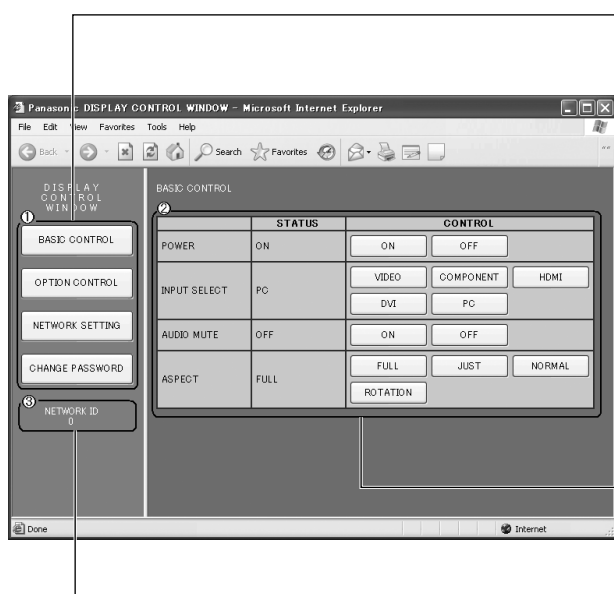 Panasonic DISPLAY CONTROL WINDOW - Microsoft Internet Explorer
File Edit View Favorites Tools Help
Back Search Favorites
DISPLAY
CONTROL
WINDOW
①
BASIC CONTROL
OPTION CONTROL
NETWORK SETTING
CHANGE PASSWORD
③
NETWORK ID
0
BASIC CONTROL
②
STATUS CONTROL
POWER ON ON OFF
INPUT SELECT PC VIDEO COMPONENT HDMI
DVI PC
AUDIO MUTE OFF ON OFF
ASPECT FULL FULL JUST NORMAL
ROTATION
Done Internet